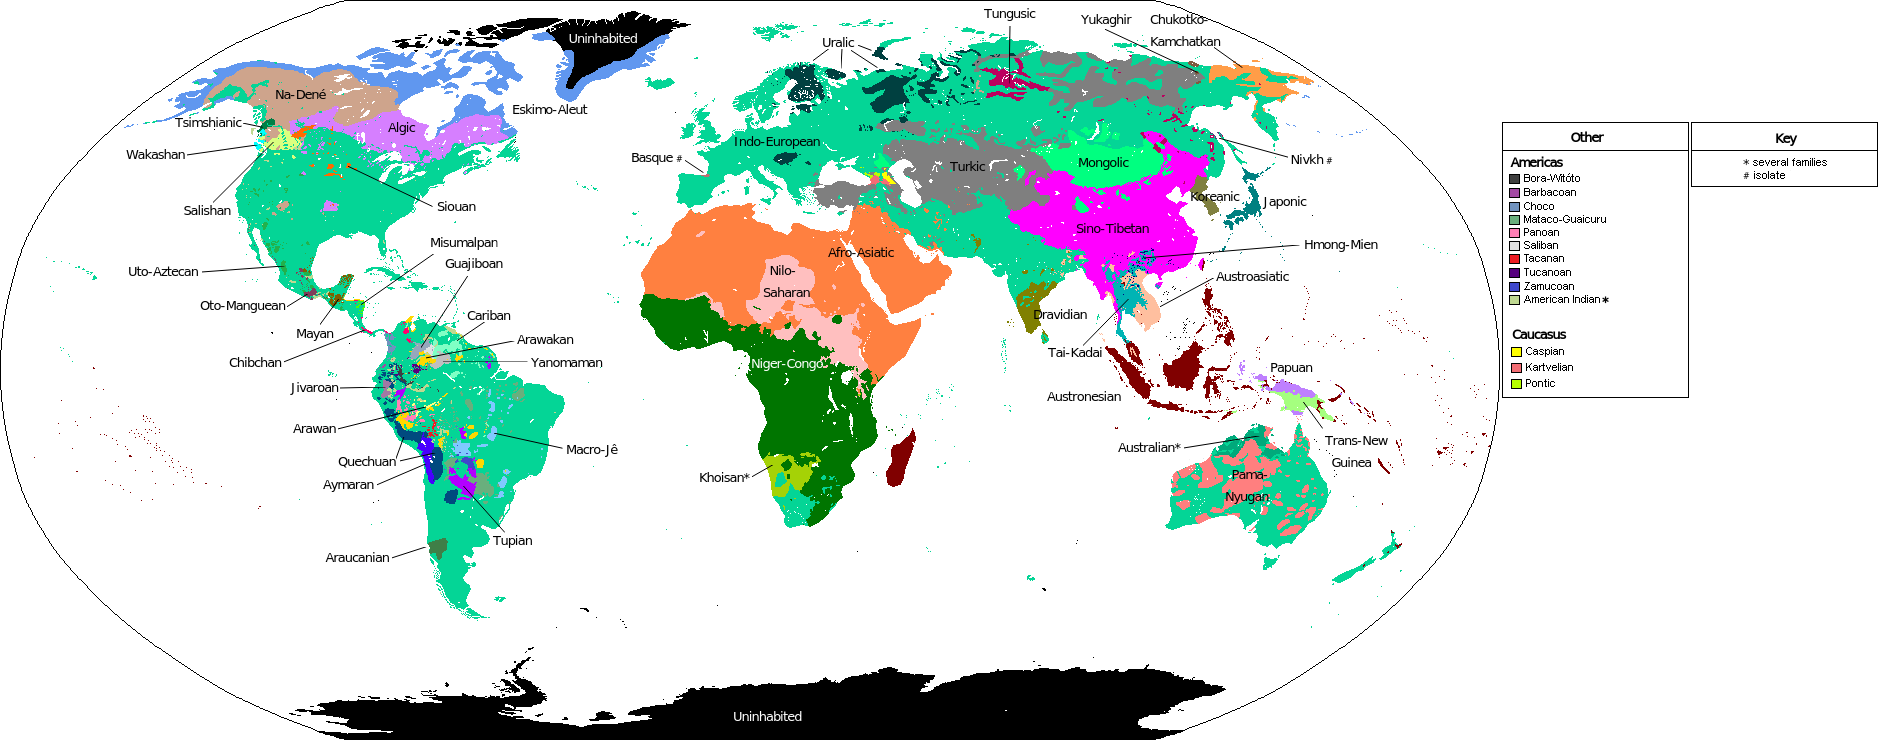 Tungusic
Yukaghir
Chukotko-
Kamchatkan
Uninhabited
Uralic
Na-Dené
Eskimo-Aleut
Tsimshianic
Algic
Indo-European
Wakashan
Basque #
Turkic
Mongolic
Nivkh #
Salishan
Siouan
Koreanic
Japonic
Sino-Tibetan
Misumalpan
Hmong-Mien
Guajiboan
Afro-Asiatic
Uto-Aztecan
Nilo-
Saharan
Austroasiatic
Oto-Manguean
Cariban
Dravidian
Mayan
Arawakan
Tai-Kadai
Chibchan
Yanomaman
Niger-Congo
Papuan
Jivaroan
Austronesian
Arawan
Macro-Jê
Australian*
Trans-New
Guinea
Quechuan
Aymaran
Khoisan*
Pama-
Nyugan
Tupian
Araucanian
Uninhabited
Other
Americas
Bora-Witóto
Barbacoan
Choco
Mataco-Guaicuru
Panoan
Saliban
Tacanan
Tucanoan
Zamucoan
American Indian*
Caucasus
Caspian
Kartvelian
Pontic
Key
* several families
# isolate